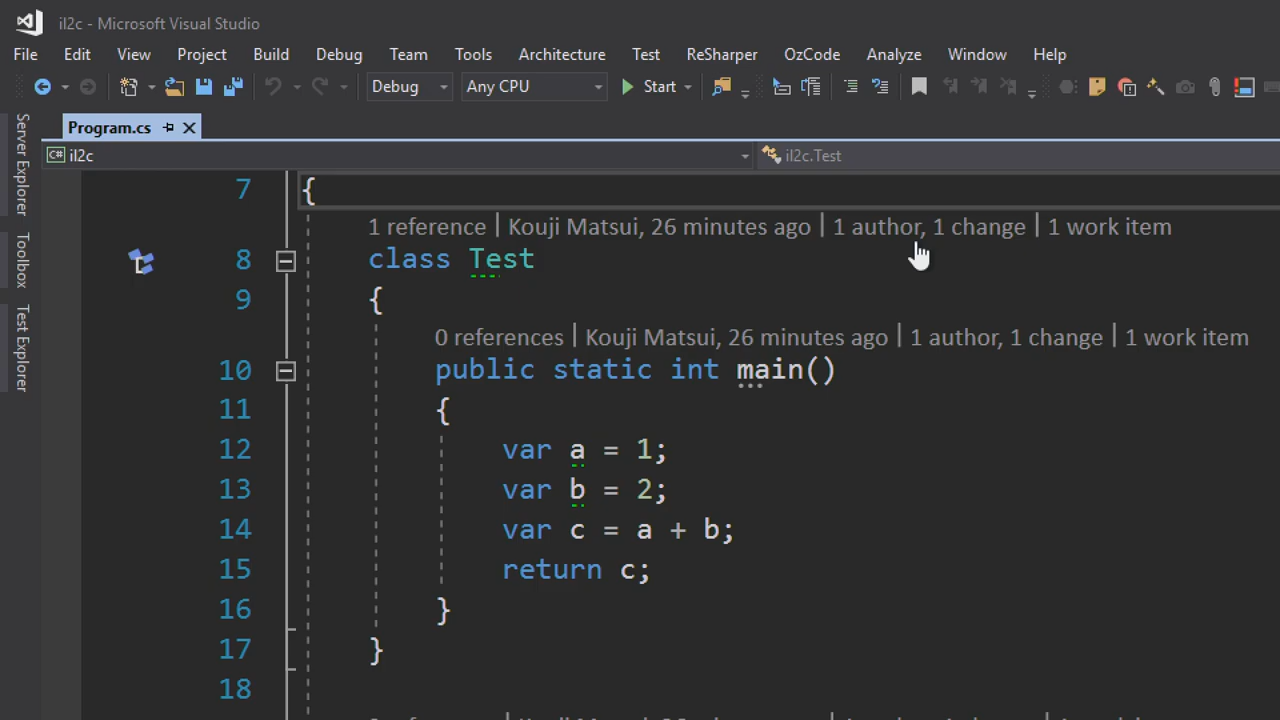 il2c - Microsoft Visual Studio
File Edit View Project Build Debug Team Tools Architecture Test ReSharper OzCode Analyze Window Help
Debug Any CPU Start
Server Explorer
Toolbox
Test Explorer
Program.cs
C# il2c il2c.Test
7 {
1 reference | Kouji Matsui, 26 minutes ago | 1 author, 1 change | 1 work item
8 class Test
9 {
0 references | Kouji Matsui, 26 minutes ago | 1 author, 1 change | 1 work item
10 public static int main()
11 {
12 var a = 1;
13 var b = 2;
14 var c = a + b;
15 return c;
16 }
17 }
18